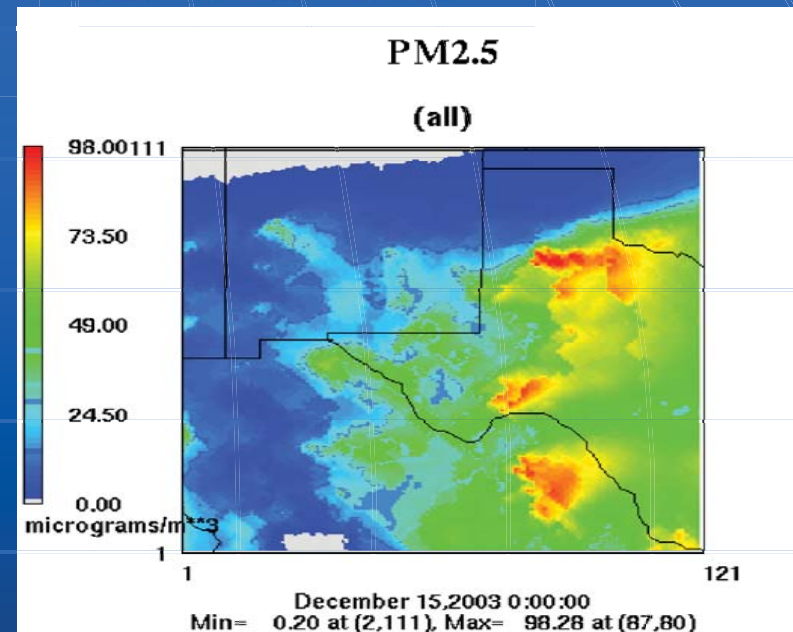 PM2.5
(all)
98.00111
73.50
49.00
24.50
0.00
micrograms/m**3
1
1 121
December 15,2003 0:00:00
Min= 0.20 at (2,111), Max= 98.28 at (87,80)